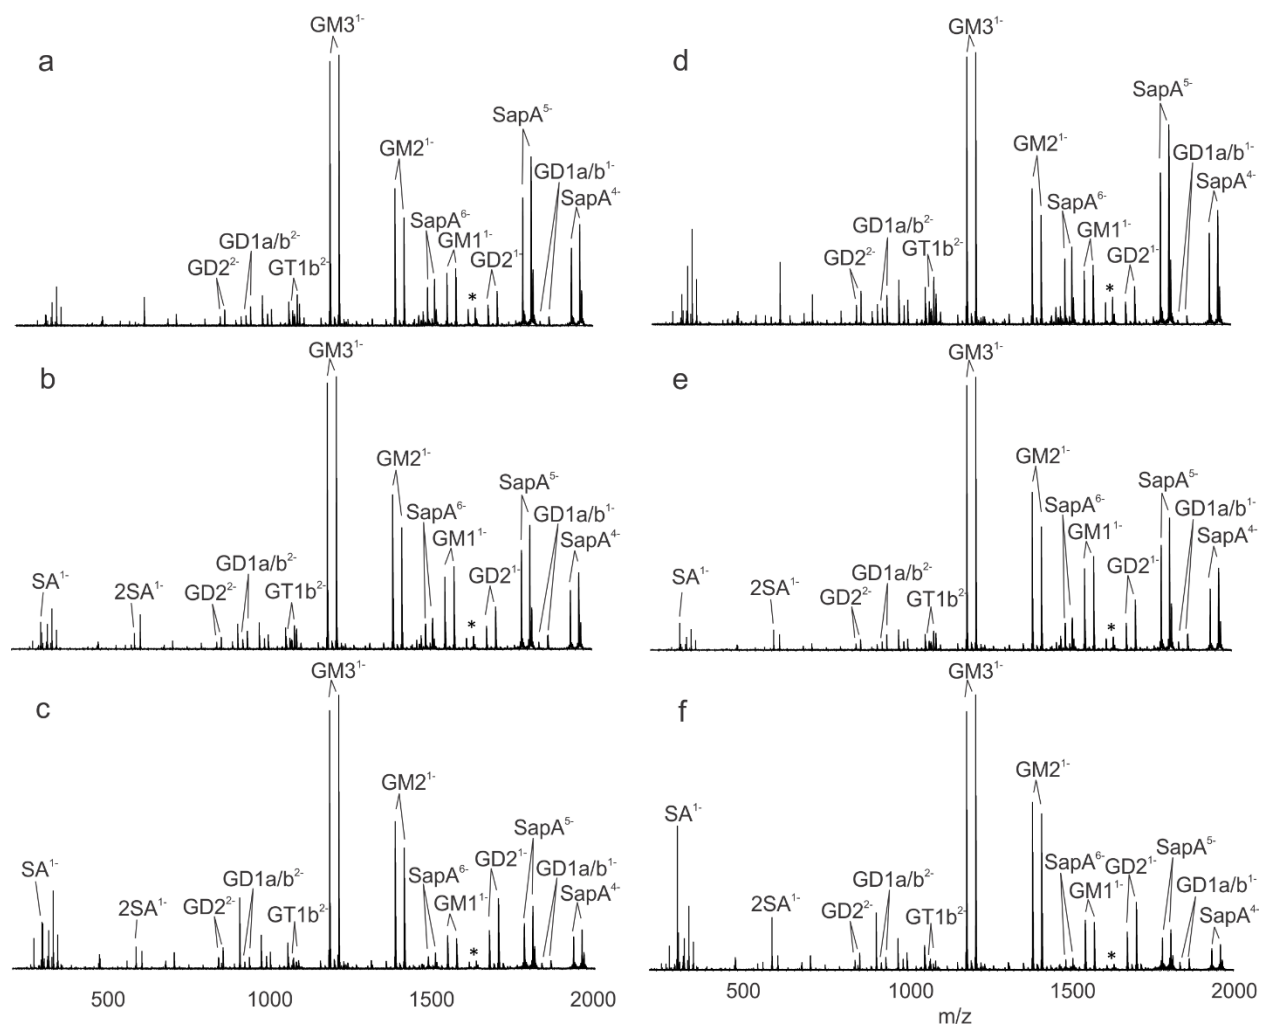 a
GM3¹⁻
GM2¹⁻
SapA⁶⁻
GM1¹⁻
*
GD2¹⁻
SapA⁵⁻
GD1a/b¹⁻
SapA⁴⁻
GD1a/b²⁻
GD2²⁻
GT1b²⁻
d
GM3¹⁻
SapA⁵⁻
GM2¹⁻
GD1a/b¹⁻
SapA⁴⁻
SapA⁶⁻
GM1¹⁻
GD1a/b²⁻
GT1b²⁻
GD2²⁻
GD2¹⁻
*
b
GM3¹⁻
GM2¹⁻
SapA⁵⁻
SapA⁶⁻
GD1a/b¹⁻
GM1¹⁻
SapA⁴⁻
GD1a/b²⁻
GD2¹⁻
SA¹⁻
2SA¹⁻
GD2²⁻
GT1b²⁻
*
e
GM3¹⁻
GM2¹⁻
SapA⁵⁻
SapA⁶⁻
GD1a/b¹⁻
GM1¹⁻
SapA⁴⁻
GD2¹⁻
SA¹⁻
2SA¹⁻
GD1a/b²⁻
GD2²⁻
GT1b²⁻
*
c
GM3¹⁻
GM2¹⁻
SapA⁵⁻
GD2¹⁻
SA¹⁻
GD1a/b²⁻
SapA⁶⁻
GD1a/b¹⁻
2SA¹⁻
GD2²⁻
GT1b²⁻
GM1¹⁻
SapA⁴⁻
*
500
1000
1500
2000
f
GM3¹⁻
GM2¹⁻
SA¹⁻
SapA⁵⁻
SapA⁶⁻
GD2¹⁻
GD1a/b²⁻
GD1a/b¹⁻
2SA¹⁻
GD2²⁻
GT1b²⁻
GM1¹⁻
SapA⁴⁻
*
500
1000
1500
2000
m/z